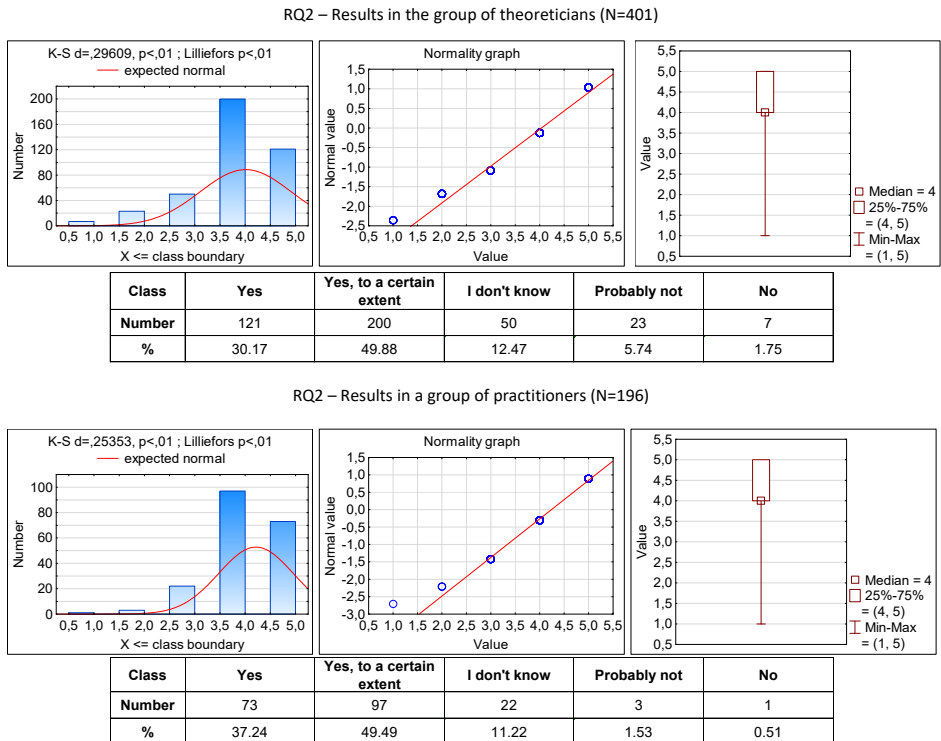 RQ2 – Results in the group of theoreticians (N=401)
K-S d=,29609, p<,01 ; Lilliefors p<,01
expected normal
200
160
120
80
40
0
Number
0,5 1,0 1,5 2,0 2,5 3,0 3,5 4,0 4,5 5,0
X <= class boundary
Normality graph
1,5
1,0
0,5
0,0
-0,5
-1,0
-1,5
-2,0
-2,5
Normal value
0,5 1,0 1,5 2,0 2,5 3,0 3,5 4,0 4,5 5,0 5,5
Value
5,5
5,0
4,5
4,0
3,5
3,0
2,5
2,0
1,5
1,0
0,5
Value
Median = 4
25%-75%
= (4, 5)
Min-Max
= (1, 5)
Class Yes Yes, to a certain extent I don't know Probably not No
Number 121 200 50 23 7
% 30.17 49.88 12.47 5.74 1.75
RQ2 – Results in a group of practitioners (N=196)
K-S d=,25353, p<,01 ; Lilliefors p<,01
expected normal
100
80
60
40
20
0
Number
0,5 1,0 1,5 2,0 2,5 3,0 3,5 4,0 4,5 5,0
X <= class boundary
Normality graph
1,5
1,0
0,5
0,0
-0,5
-1,0
-1,5
-2,0
-2,5
-3,0
Normal value
0,5 1,0 1,5 2,0 2,5 3,0 3,5 4,0 4,5 5,0 5,5
Value
5,5
5,0
4,5
4,0
3,5
3,0
2,5
2,0
1,5
1,0
0,5
Value
Median = 4
25%-75%
= (4, 5)
Min-Max
= (1, 5)
Class Yes Yes, to a certain extent I don't know Probably not No
Number 73 97 22 3 1
% 37.24 49.49 11.22 1.53 0.51